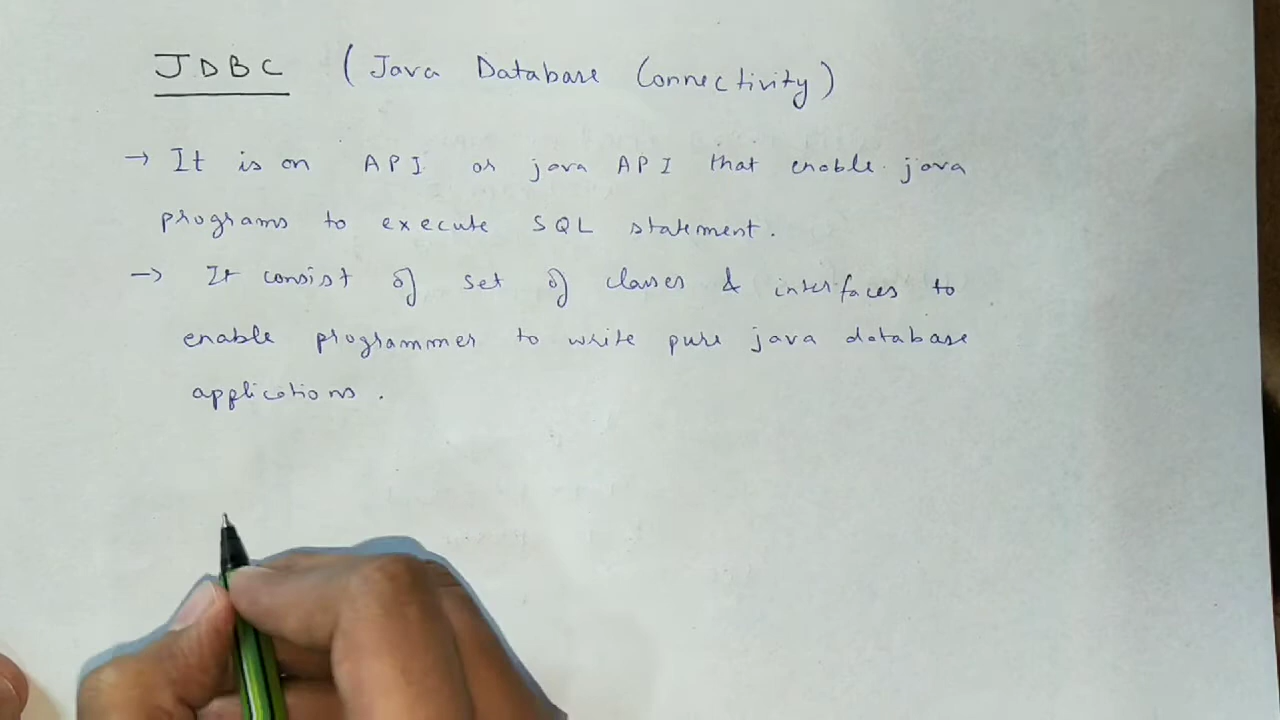 JDBC (Java Database Connectivity)
→ It is on API or java API that enable java
programs to execute SQL statement.
→ It consist of set of classes & interfaces to
enable programmer to write pure java database
applications.